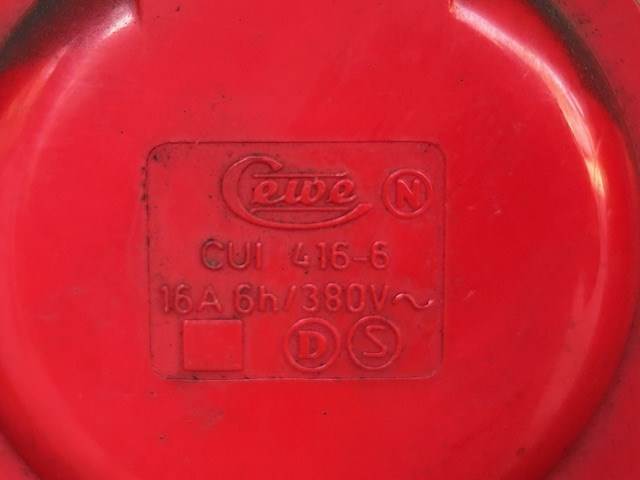 Cewe N
CUI 416-6
16A 6h/380V~
D S